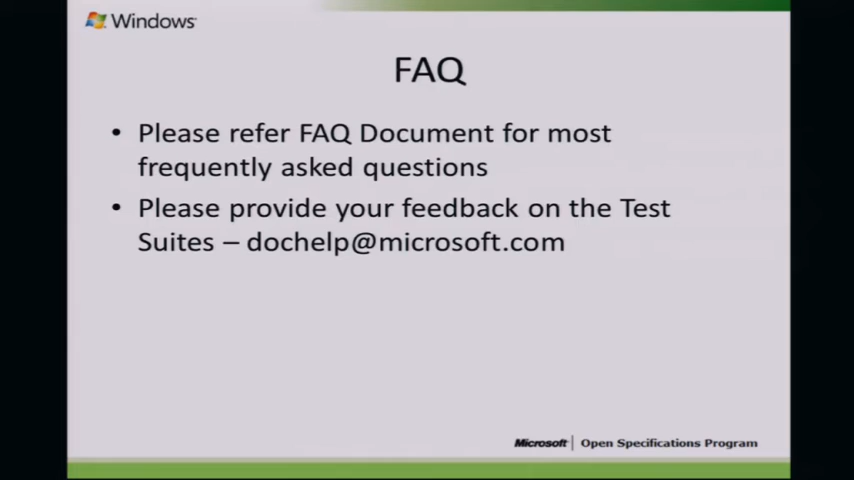 Windows
FAQ
• Please refer FAQ Document for most
frequently asked questions
• Please provide your feedback on the Test
Suites – dochelp@microsoft.com
Microsoft | Open Specifications Program